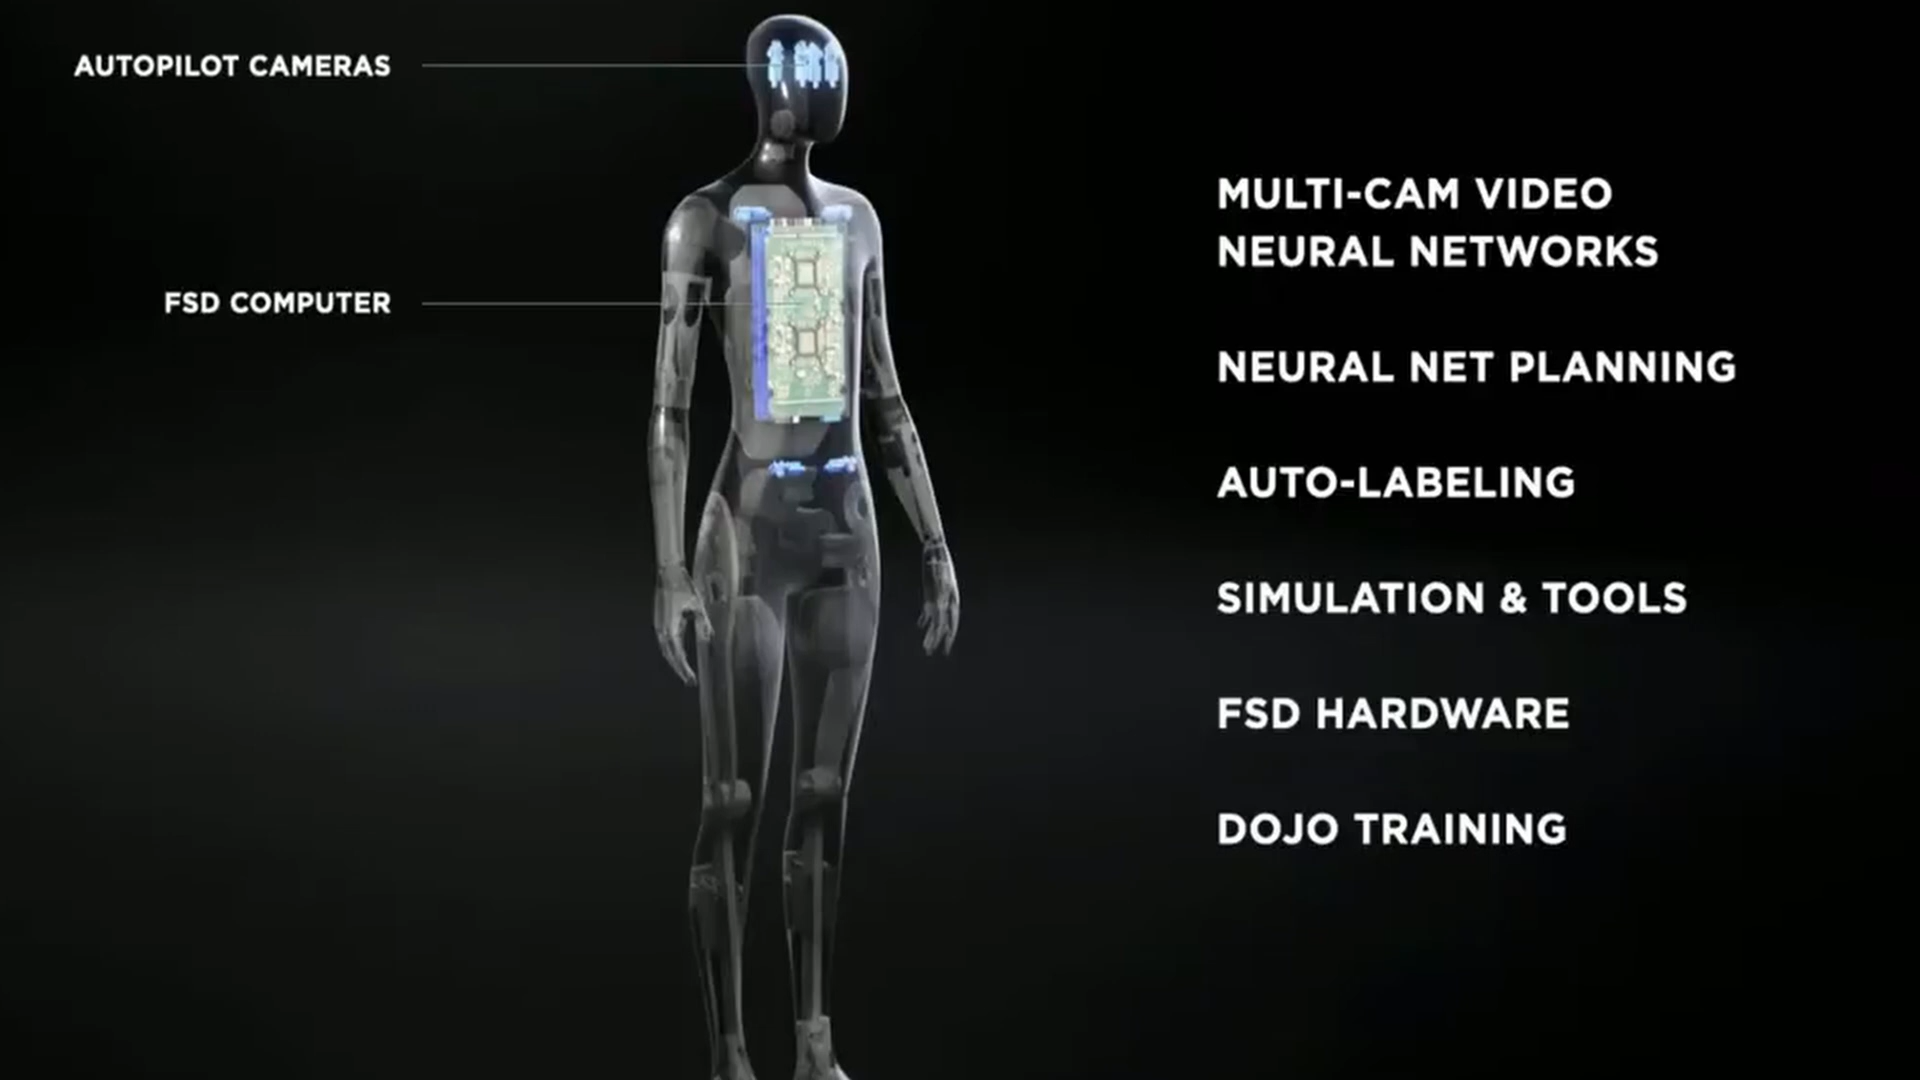 AUTOPILOT CAMERAS
FSD COMPUTER
MULTI-CAM VIDEO
NEURAL NETWORKS
NEURAL NET PLANNING
AUTO-LABELING
SIMULATION & TOOLS
FSD HARDWARE
DOJO TRAINING